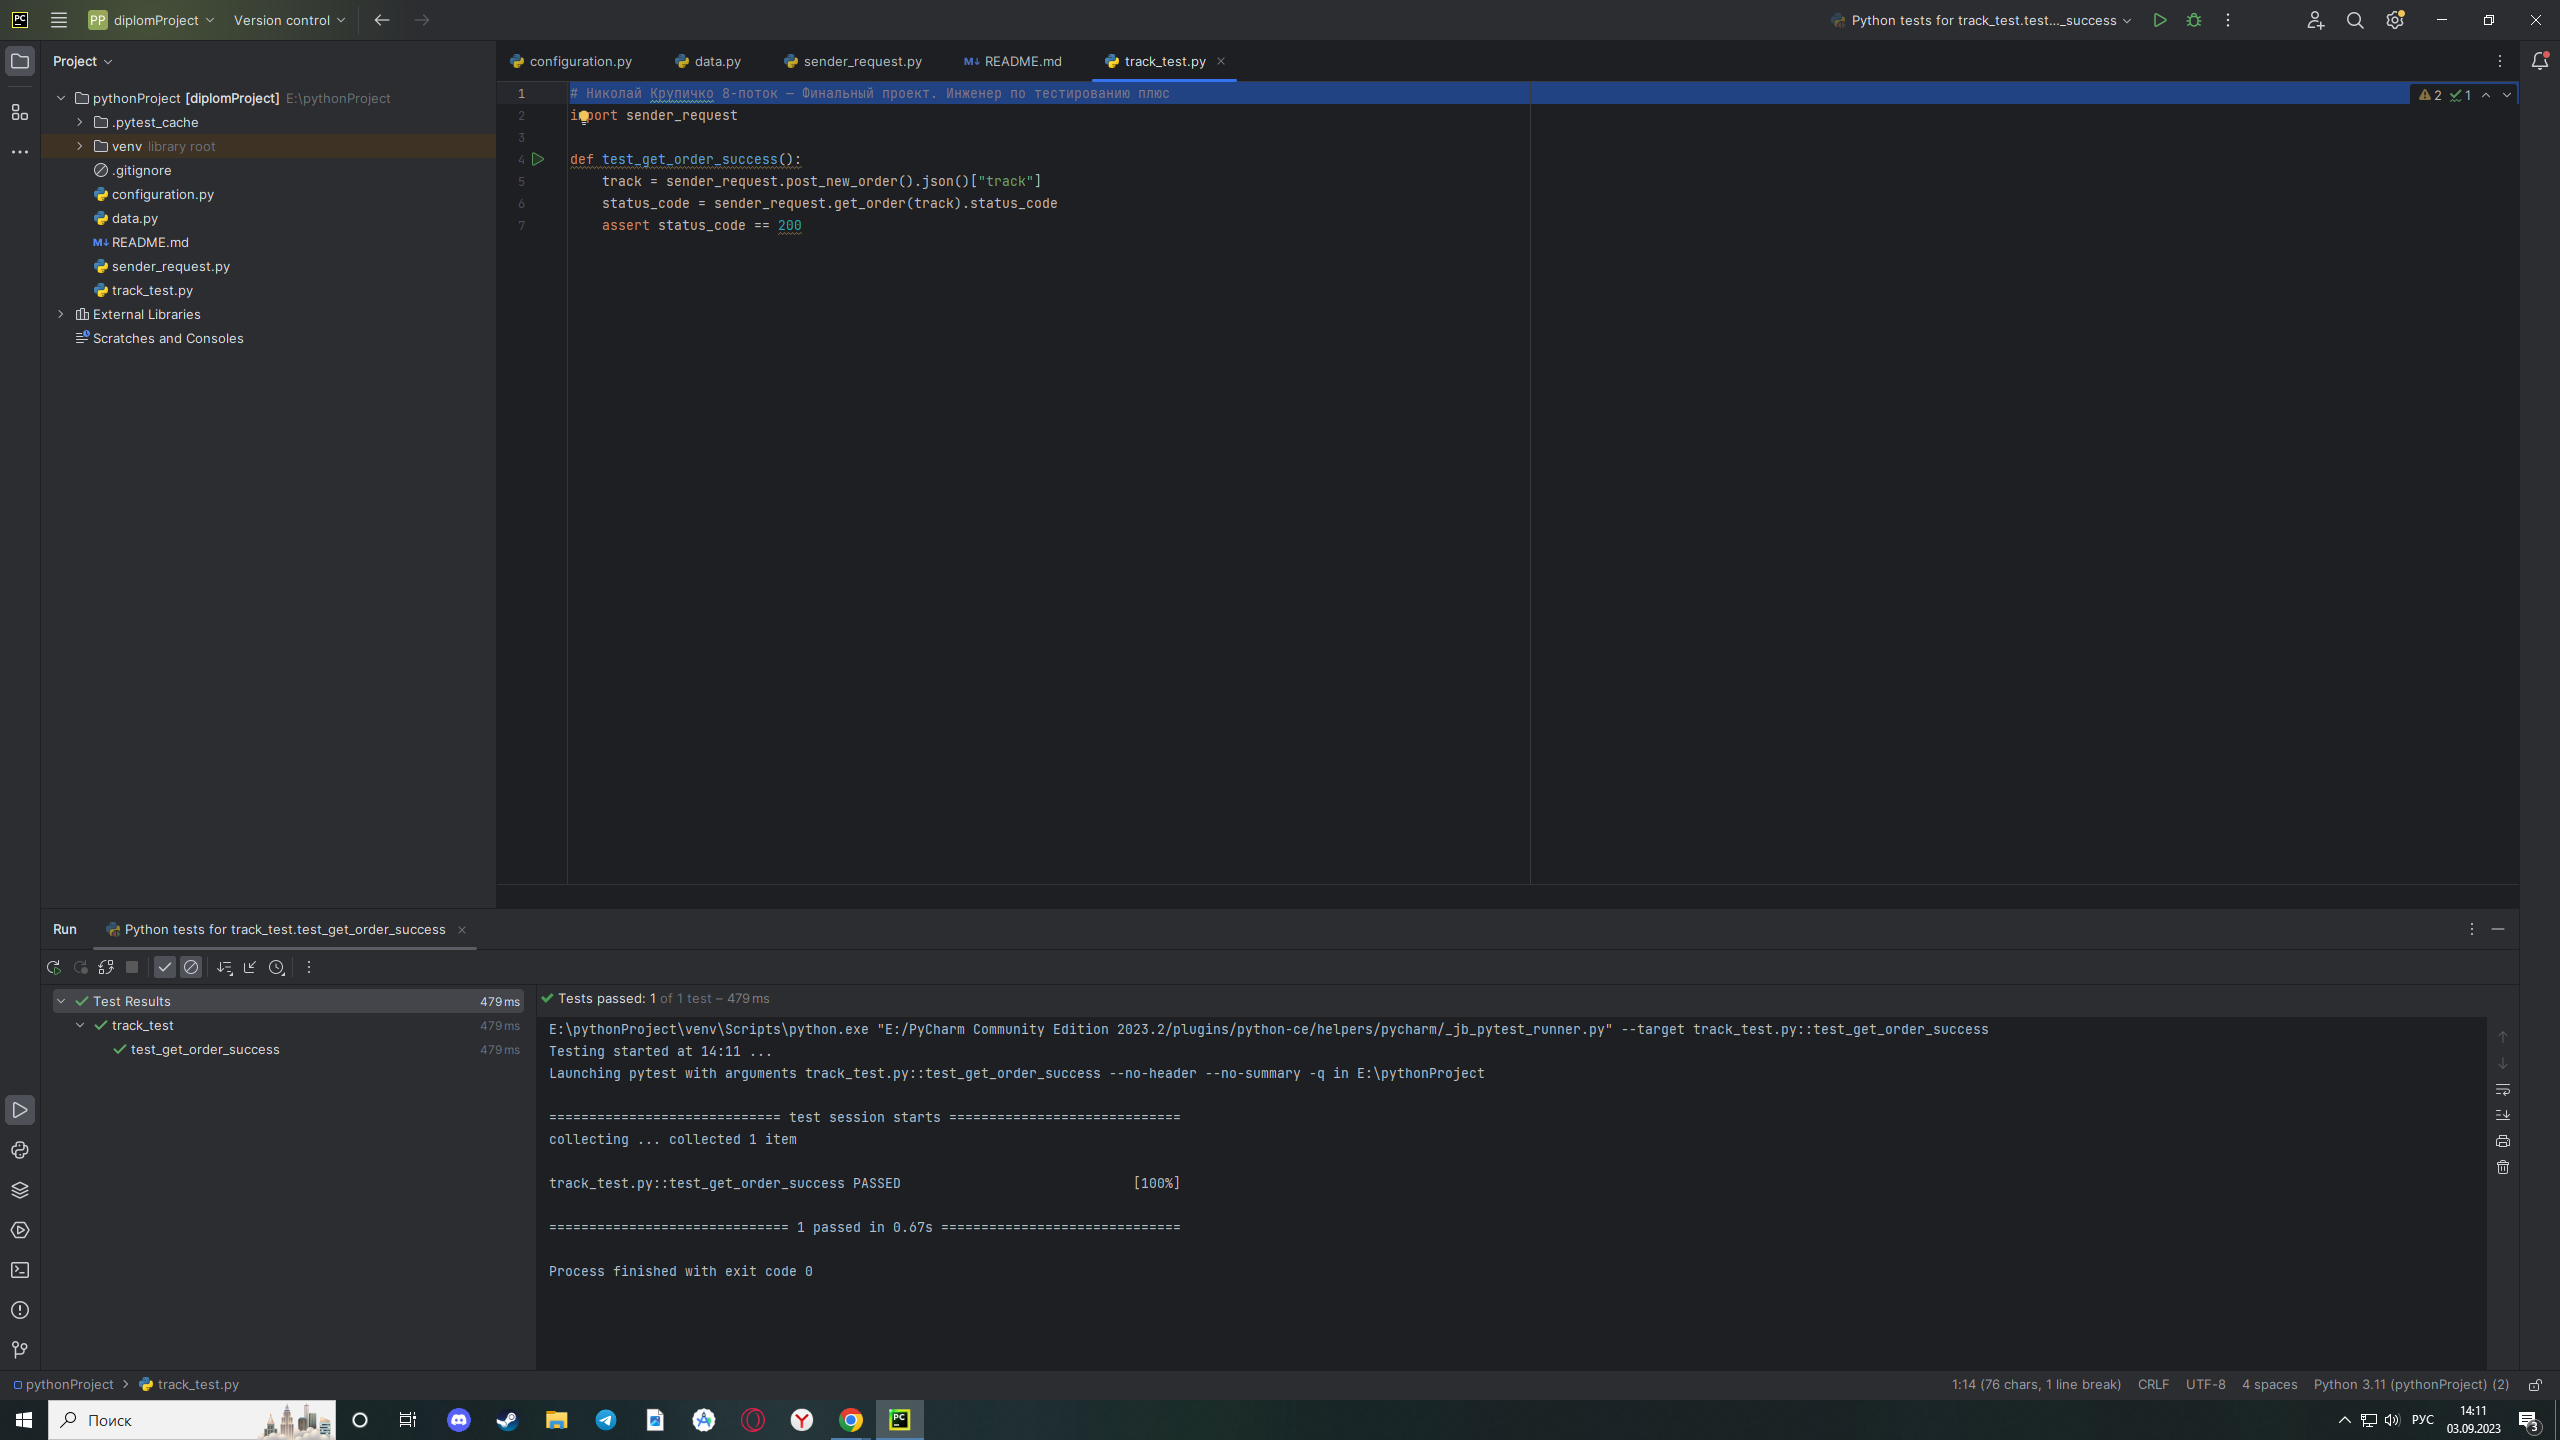 PC
PP diplomProject
Version control
Python tests for track_test.test..._success
Project
configuration.py
data.py
sender_request.py
README.md
track_test.py
pythonProject [diplomProject] E:\pythonProject
.pytest_cache
venv library root
.gitignore
configuration.py
data.py
README.md
sender_request.py
track_test.py
External Libraries
Scratches and Consoles
2 1
1 # Николай Крупичко 8-поток — Финальный проект. Инженер по тестированию плюс
2 import sender_request
3
4 def test_get_order_success():
5 track = sender_request.post_new_order().json()["track"]
6 status_code = sender_request.get_order(track).status_code
7 assert status_code == 200
Run
Python tests for track_test.test_get_order_success
Test Results 479 ms
track_test 479 ms
test_get_order_success 479 ms
Tests passed: 1 of 1 test – 479 ms
E:\pythonProject\venv\Scripts\python.exe "E:/PyCharm Community Edition 2023.2/plugins/python-ce/helpers/pycharm/_jb_pytest_runner.py" --target track_test.py::test_get_order_success
Testing started at 14:11 ...
Launching pytest with arguments track_test.py::test_get_order_success --no-header --no-summary -q in E:\pythonProject
============================= test session starts =============================
collecting ... collected 1 item
track_test.py::test_get_order_success PASSED [100%]
============================== 1 passed in 0.67s ==============================
Process finished with exit code 0
pythonProject
track_test.py
1:14 (76 chars, 1 line break)
CRLF
UTF-8
4 spaces
Python 3.11 (pythonProject) (2)
Поиск
PC
РУС
14:11
03.09.2023
3